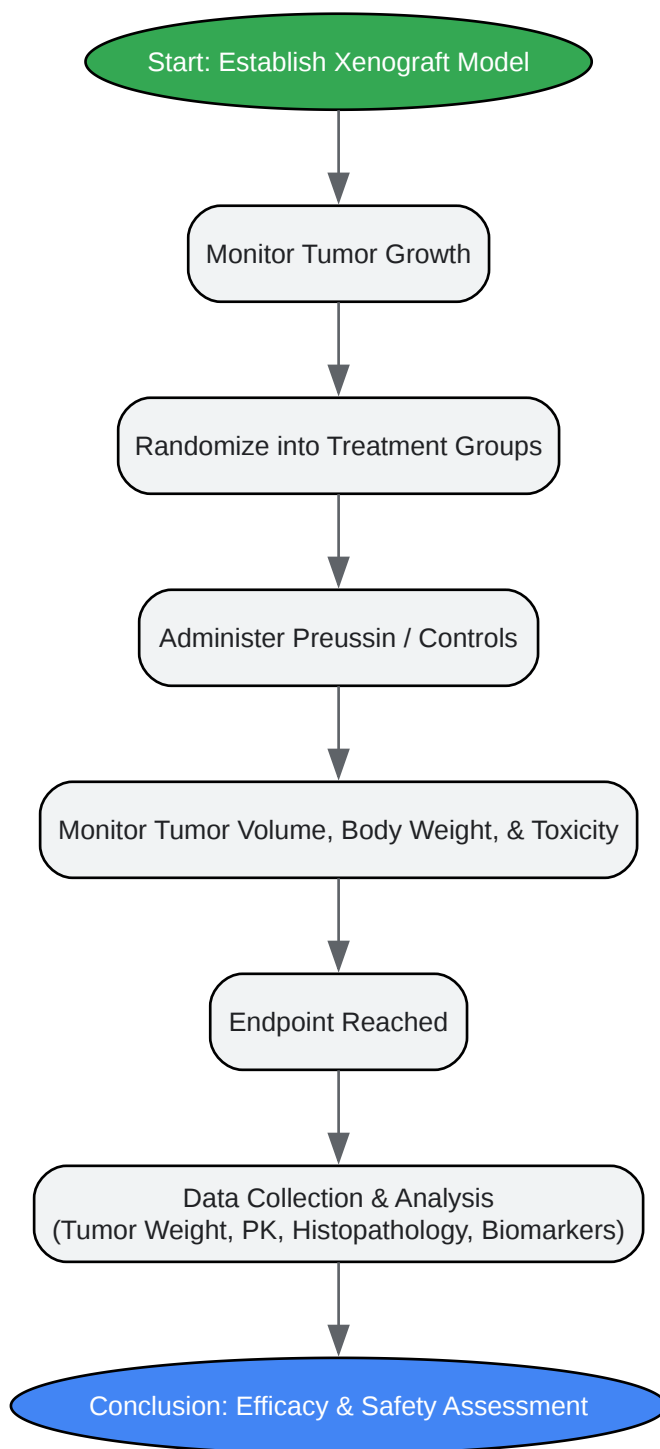 Start: Establish Xenograft Model
Monitor Tumor Growth
Randomize into Treatment Groups
Administer Preussin / Controls
Monitor Tumor Volume, Body Weight, & Toxicity
Endpoint Reached
Data Collection & Analysis
(Tumor Weight, PK, Histopathology, Biomarkers)
Conclusion: Efficacy & Safety Assessment